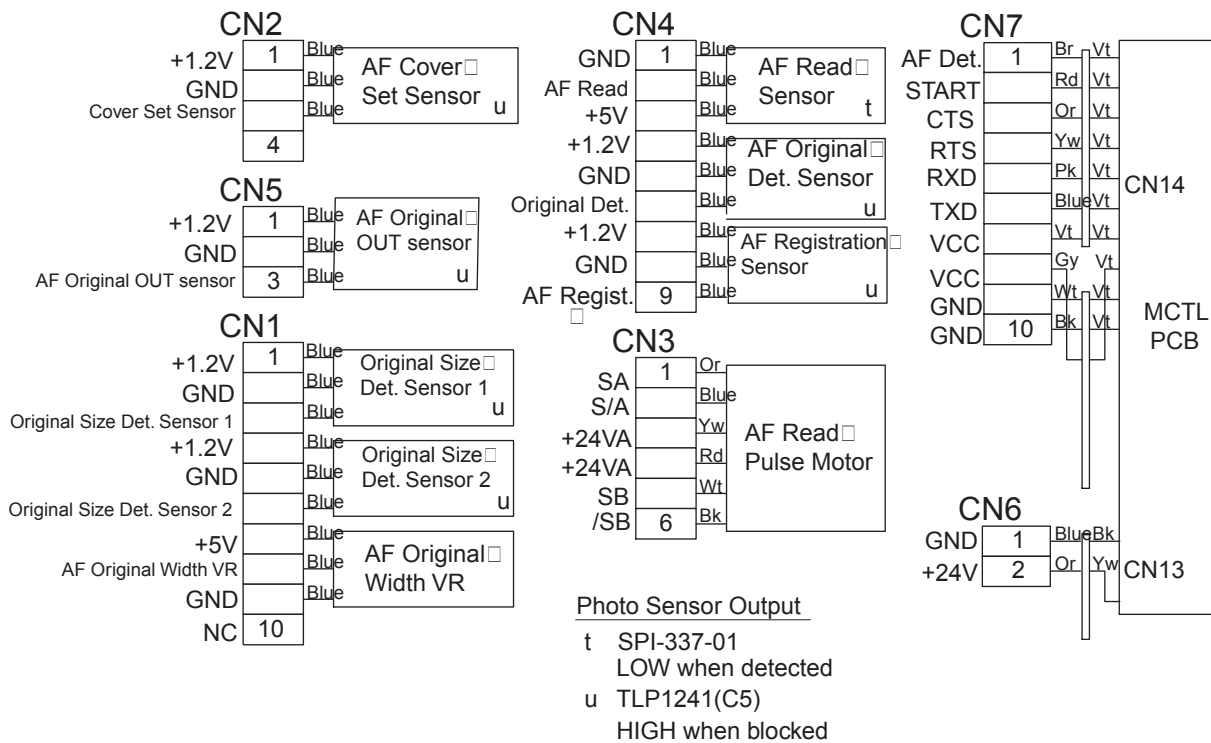 CN2
+1.2V 1 Blue
GND Blue
Cover Set Sensor Blue
4
AF Cover□
Set Sensor
u
CN5
+1.2V 1 Blue
GND Blue
AF Original OUT sensor 3 Blue
AF Original□
OUT sensor
u
CN1
+1.2V 1 Blue
GND Blue
Original Size Det. Sensor 1 Blue
+1.2V Blue
GND Blue
Original Size Det. Sensor 2 Blue
+5V Blue
AF Original Width VR Blue
GND Blue
NC 10
Original Size□
Det. Sensor 1
u
Original Size□
Det. Sensor 2
u
AF Original□
Width VR
CN4
GND 1 Blue
AF Read Blue
+5V Blue
+1.2V Blue
GND Blue
Original Det. Blue
+1.2V Blue
GND Blue
AF Regist. 9 Blue
□
AF Read□
Sensor
t
AF Original□
Det. Sensor
u
AF Registration□
Sensor
u
CN3
SA 1 Or
S/A Blue
+24VA Yw
+24VA Rd
SB Wt
/SB 6 Bk
AF Read□
Pulse Motor
Photo Sensor Output
t SPI-337-01
LOW when detected
u TLP1241(C5)
HIGH when blocked
CN7
AF Det. 1 Br Vt
START Rd Vt
CTS Or Vt
RTS Yw Vt
RXD Pk Vt
TXD Blue Vt
VCC Vt Vt
VCC Gy Vt
GND Wt Vt
GND 10 Bk Vt
CN14
MCTL
PCB
CN6
GND 1 Blue Bk
+24V 2 Or Yw
CN13